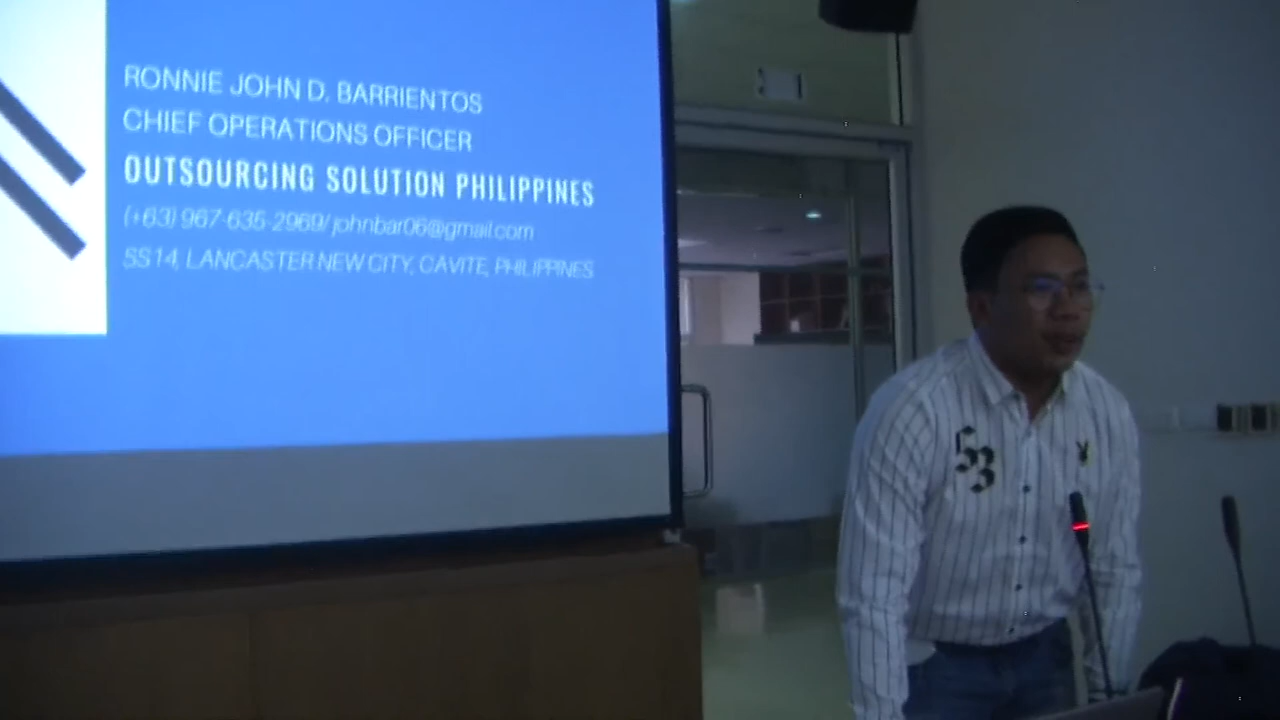 RONNIE JOHN D. BARRIENTOS
CHIEF OPERATIONS OFFICER
OUTSOURCING SOLUTION PHILIPPINES
(+63) 967-635-2969/ johnbar06@gmail.com
SS14, LANCASTER NEW CITY, CAVITE, PHILIPPINES
53